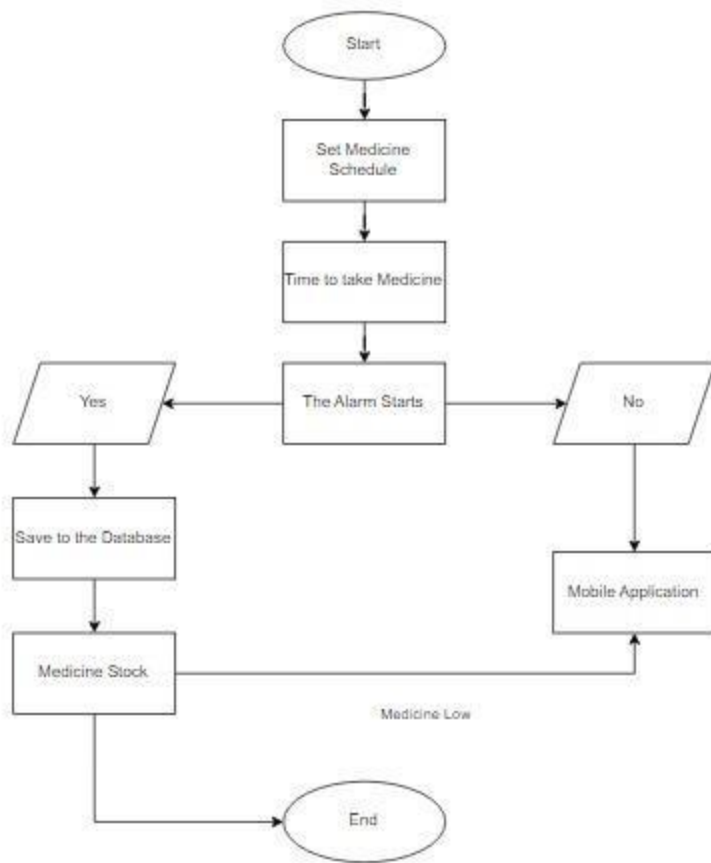 Start
Set Medicine
Schedule
Time to take Medicine
Yes
The Alarm Starts
No
Save to the Database
Mobile Application
Medicine Stock
Medicine Low
End